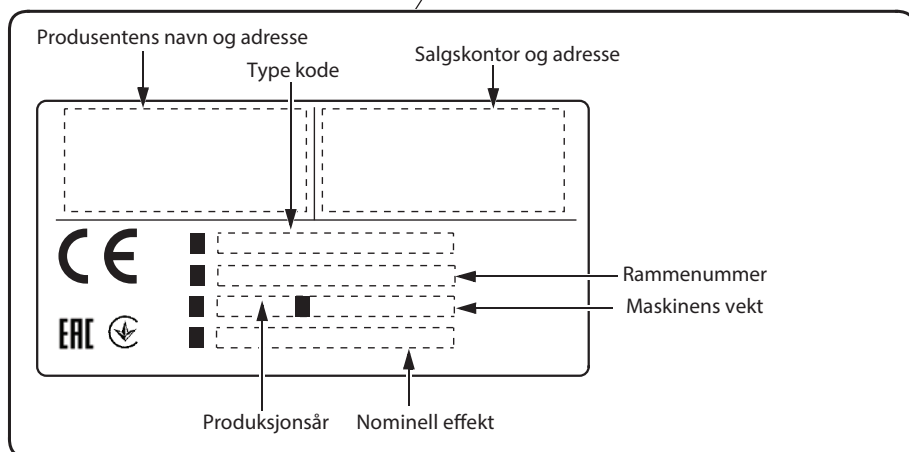 Produsentens navn og adresse
Type kode
Salgskontor og adresse
CE
EAC
Rammenummer
Maskinens vekt
Produksjonsår
Nominell effekt